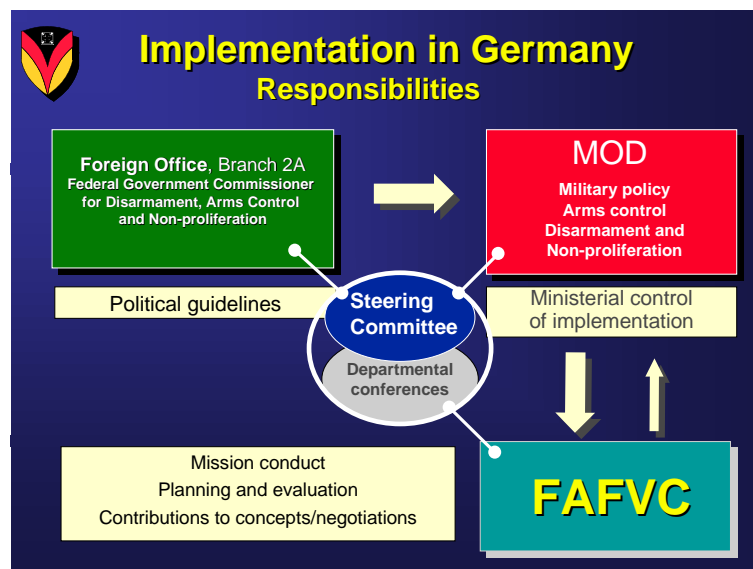 Implementation in Germany
Responsibilities
Foreign Office, Branch 2A
Federal Government Commissioner
for Disarmament, Arms Control
and Non-proliferation
MOD
Military policy
Arms control
Disarmament and
Non-proliferation
Political guidelines
Steering
Committee
Ministerial control
of implementation
Departmental
conferences
Mission conduct
Planning and evaluation
Contributions to concepts/negotiations
FAFVC